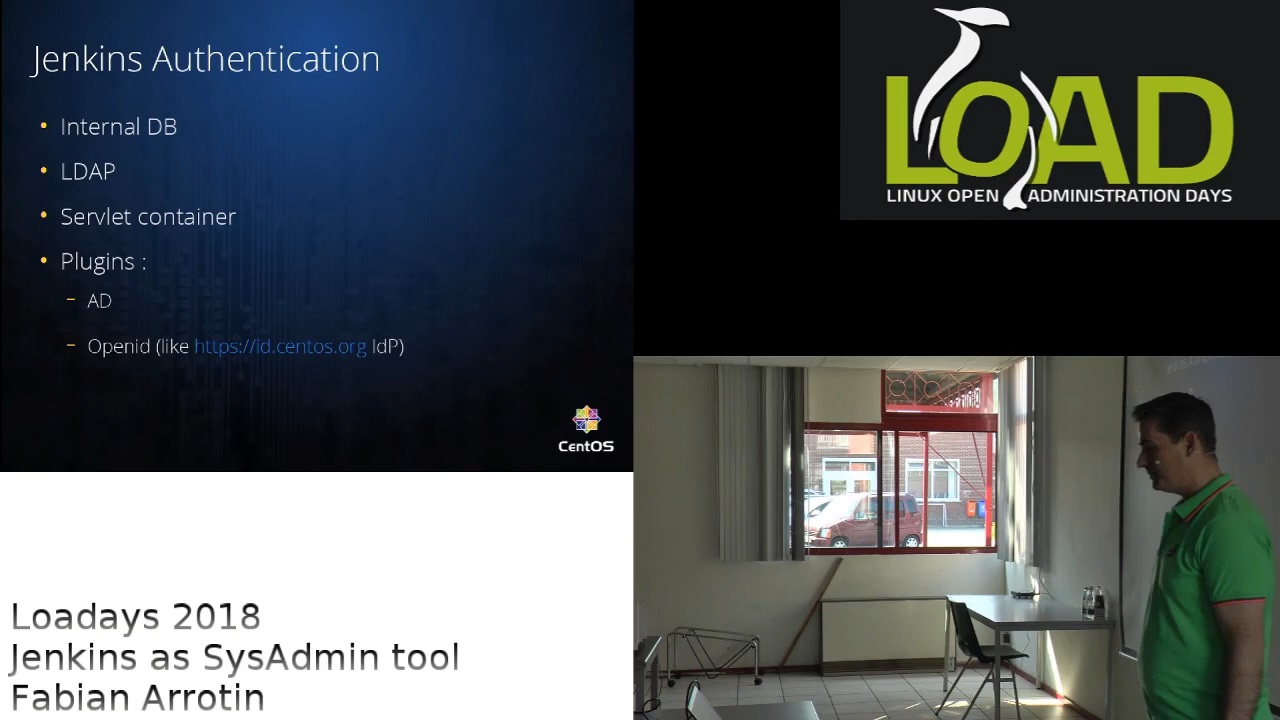 Jenkins Authentication
Internal DB
LDAP
Servlet container
Plugins :
AD
Openid (like https://id.centos.org IdP)
CentOS
LOAD
LINUX OPEN ADMINISTRATION DAYS
Loadays 2018
Jenkins as SysAdmin tool
Fabian Arrotin